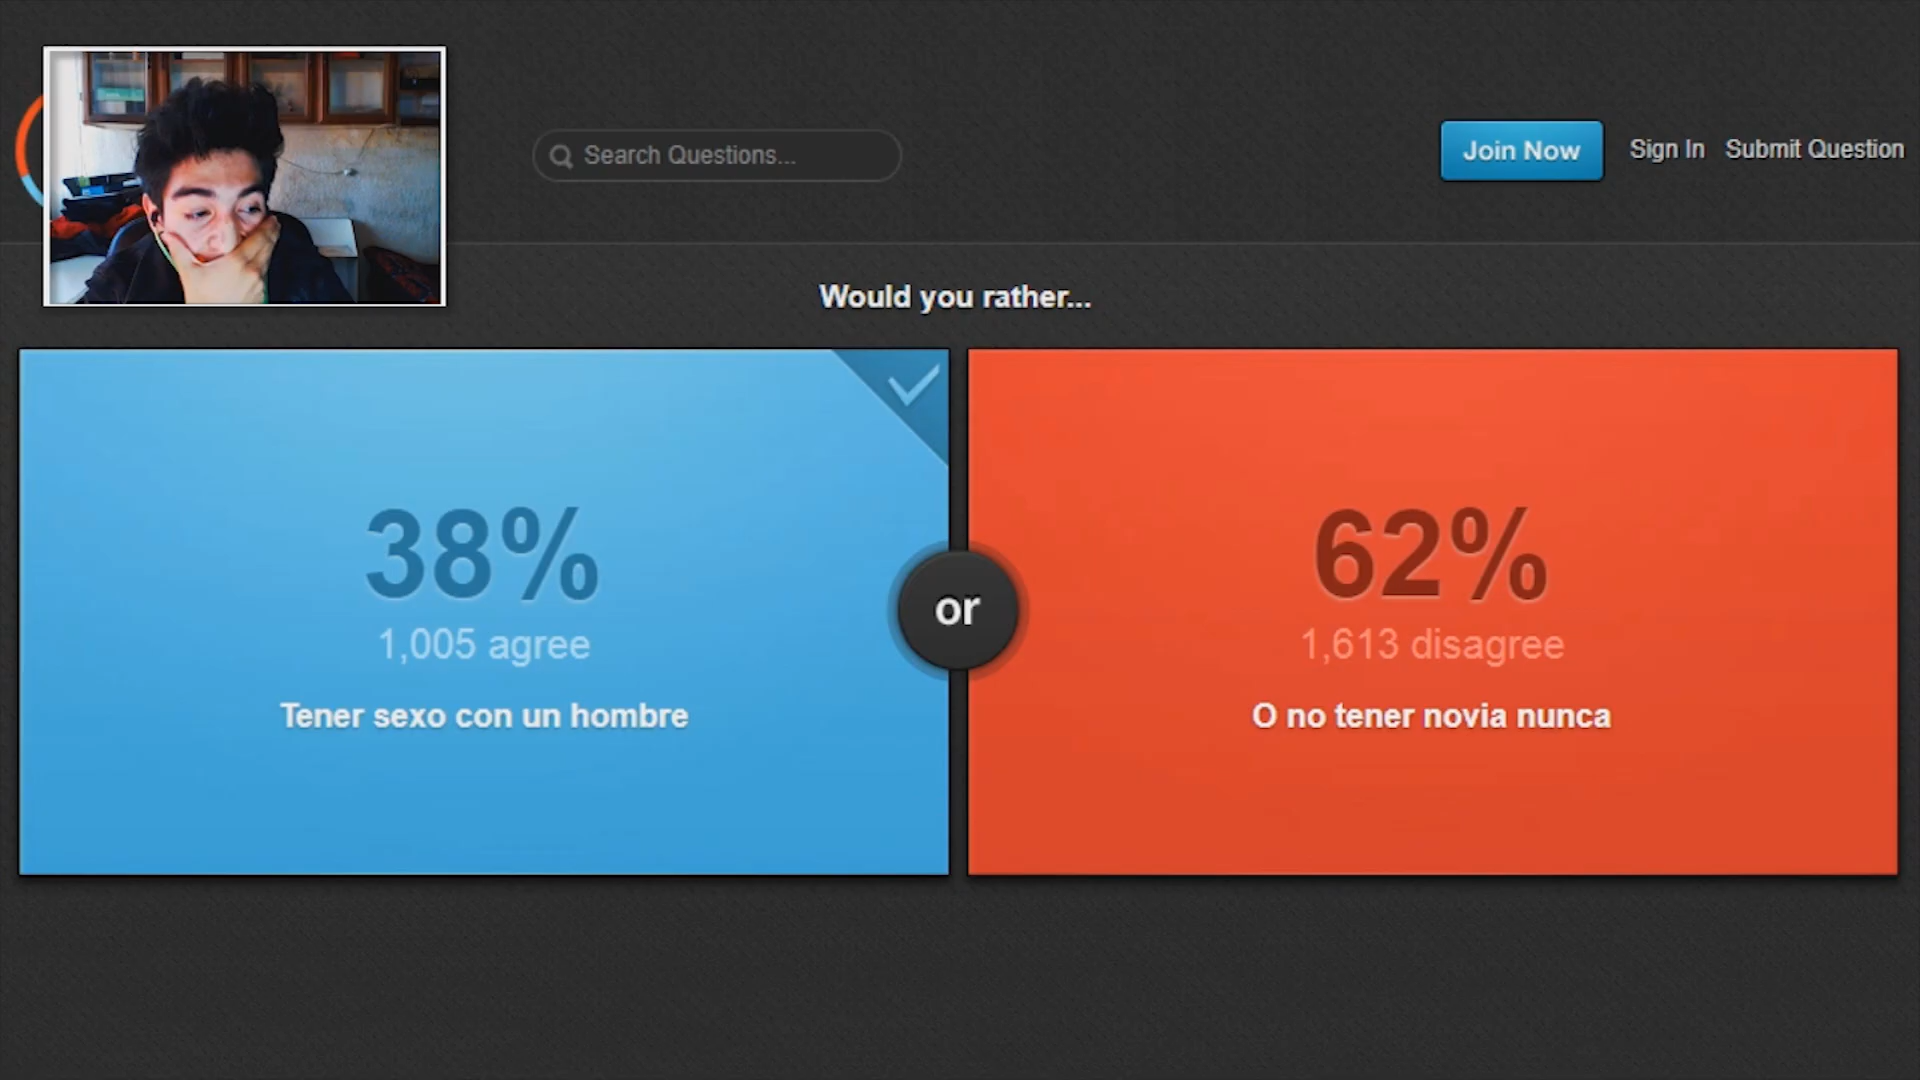 Search Questions...
Join Now
Sign In
Submit Question
Would you rather...
38%
1,005 agree
Tener sexo con un hombre
or
62%
1,613 disagree
O no tener novia nunca